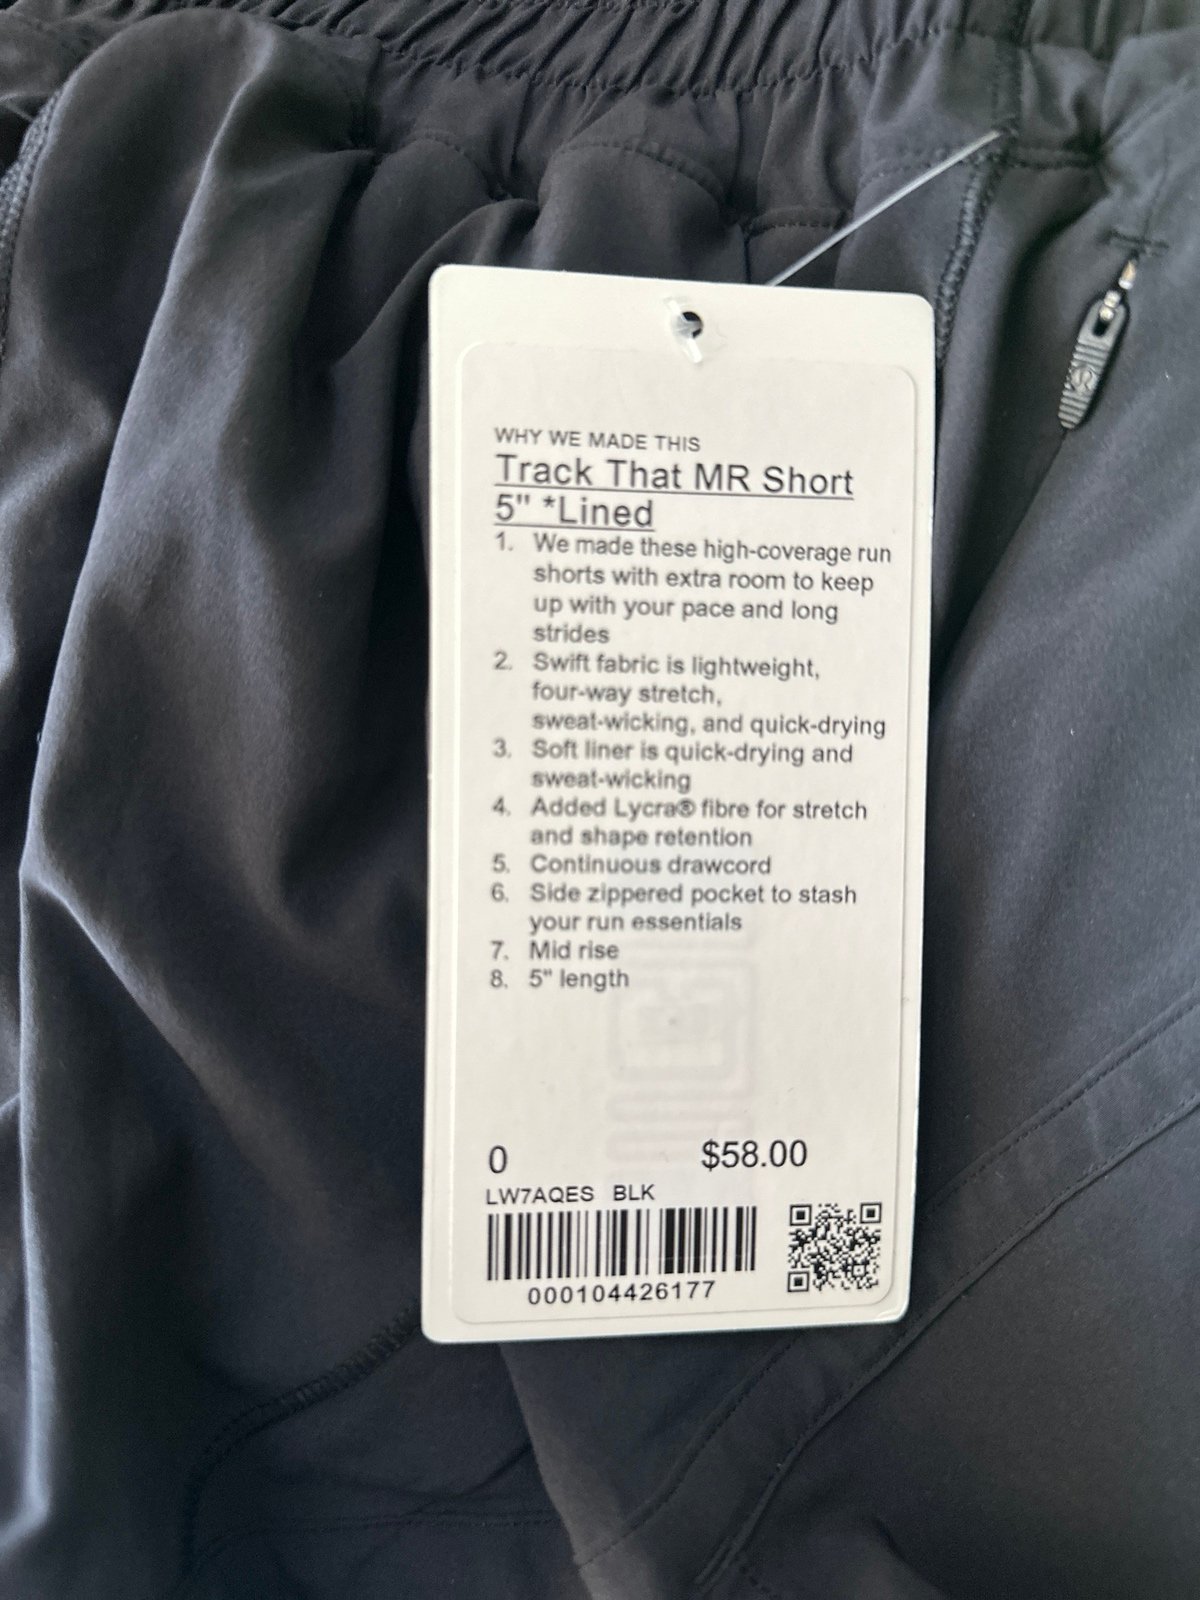 WHY WE MADE THIS
Track That MR Short
5" *Lined
1. We made these high-coverage run
shorts with extra room to keep
up with your pace and long
strides
2. Swift fabric is lightweight,
four-way stretch,
sweat-wicking, and quick-drying
3. Soft liner is quick-drying and
sweat-wicking
4. Added Lycra® fibre for stretch
and shape retention
5. Continuous drawcord
6. Side zippered pocket to stash
your run essentials
7. Mid rise
8. 5" length
0 $58.00
LW7AQES BLK
000104426177